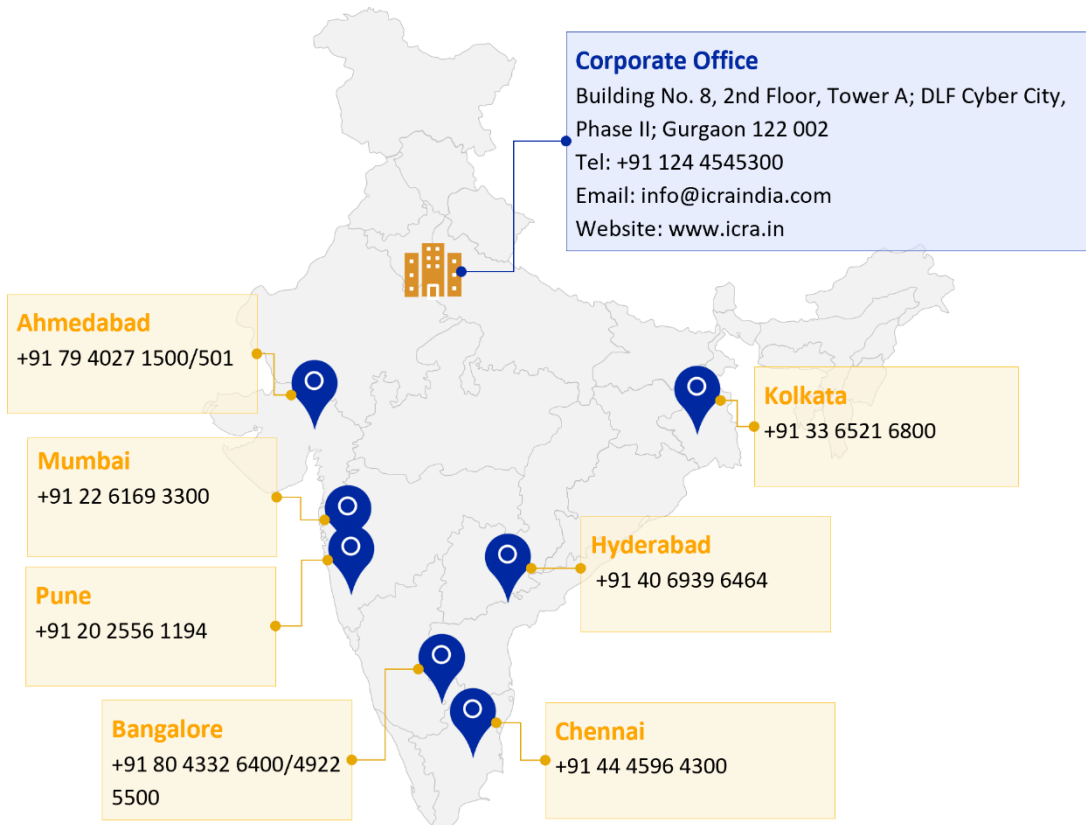 Corporate Office
Building No. 8, 2nd Floor, Tower A; DLF Cyber City,
Phase II; Gurgaon 122 002
Tel: +91 124 4545300
Email: info@icraindia.com
Website: www.icra.in
Ahmedabad
+91 79 4027 1500/501
Kolkata
+91 33 6521 6800
Mumbai
+91 22 6169 3300
Hyderabad
+91 40 6939 6464
Pune
+91 20 2556 1194
Bangalore
+91 80 4332 6400/4922
5500
Chennai
+91 44 4596 4300